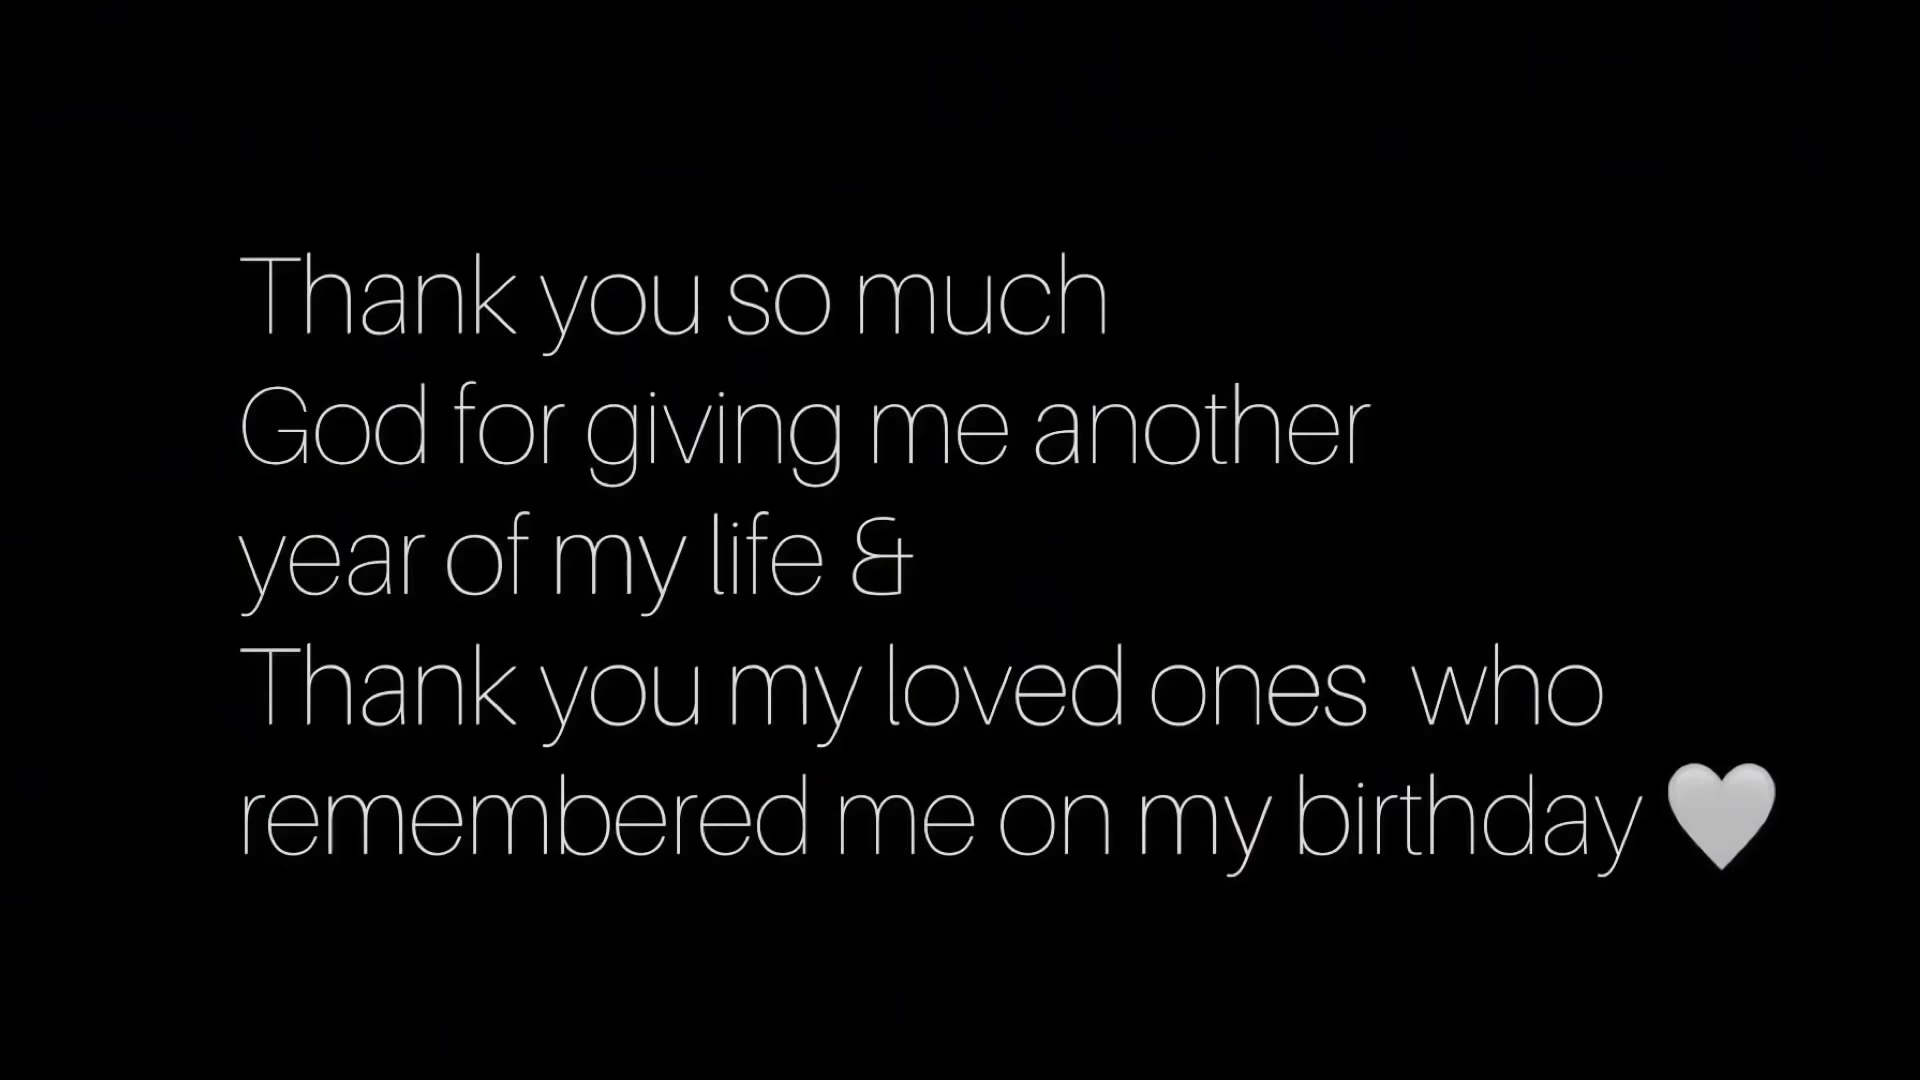 Thank you so much
God for giving me another
year of my life &
Thank you my loved ones  who
remembered me on my birthday 🤍